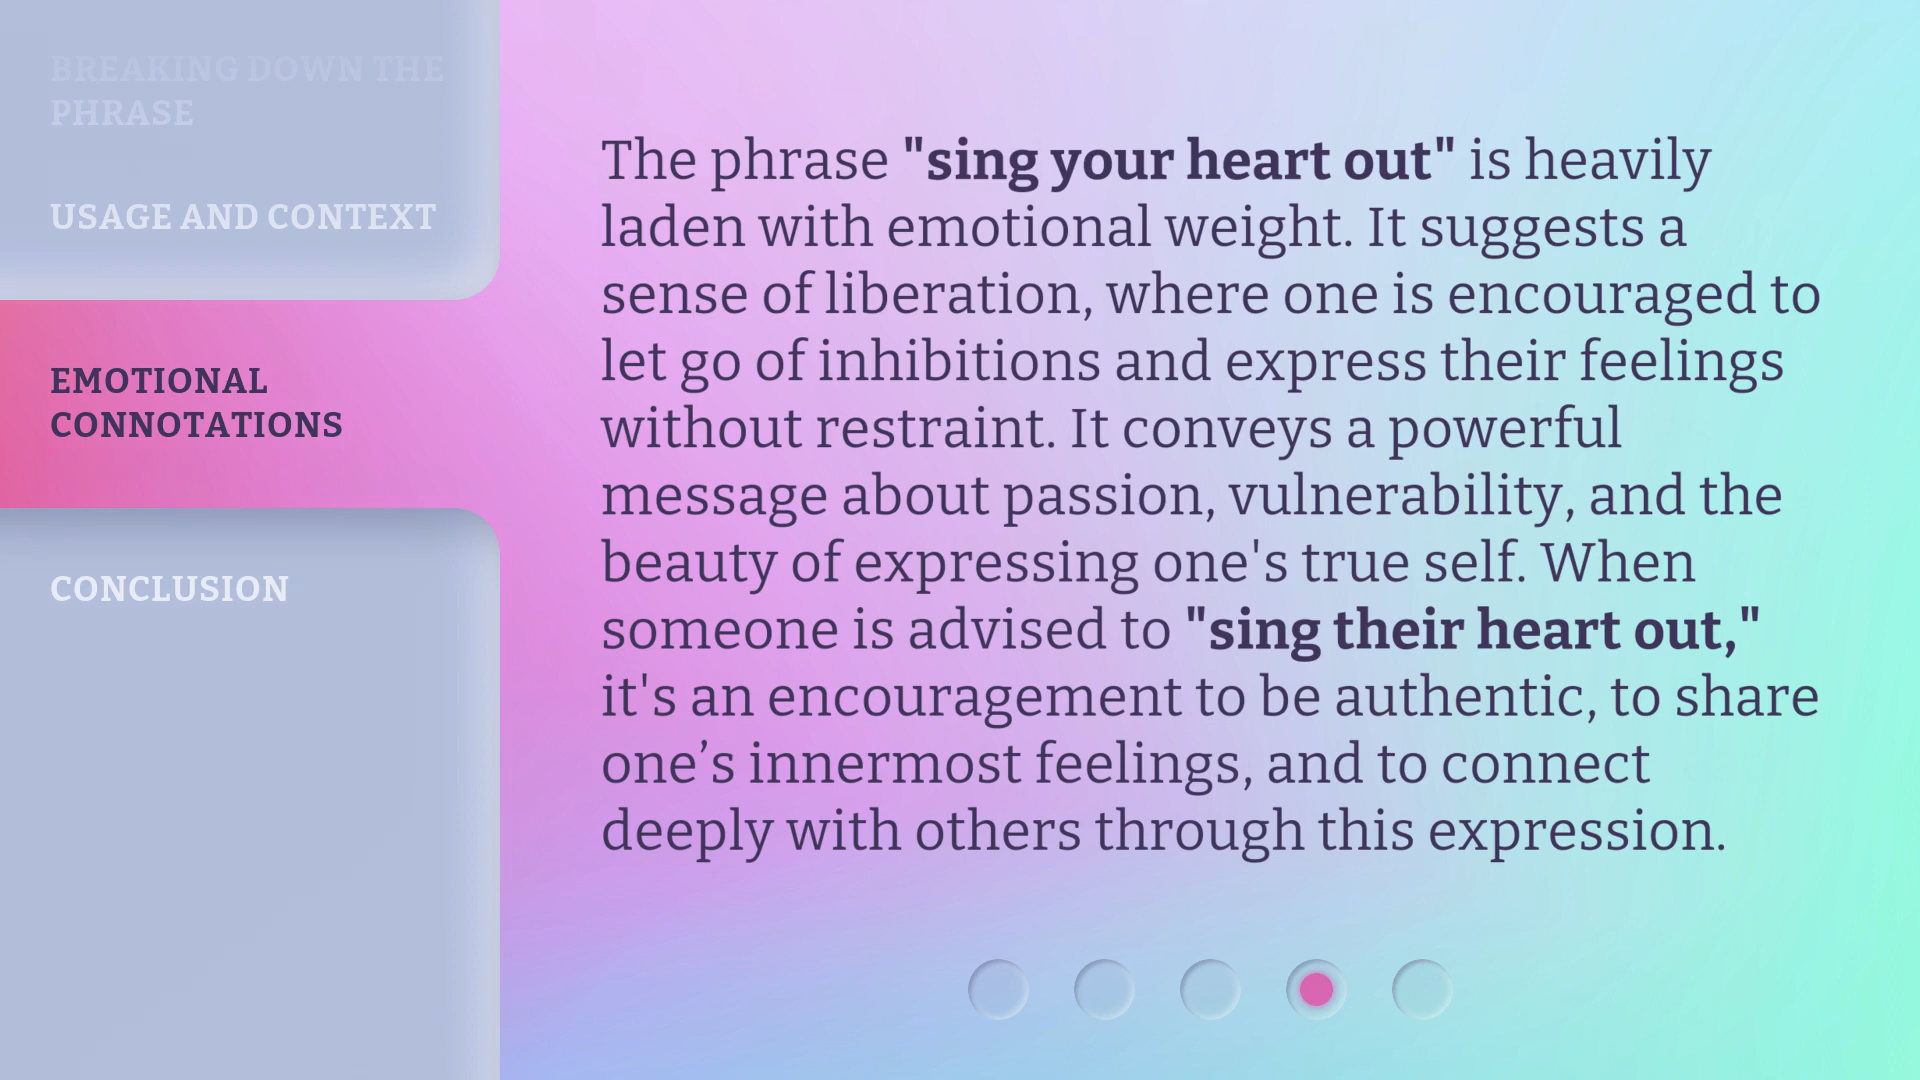 BREAKING DOWN THE
PHRASE
USAGE AND CONTEXT
EMOTIONAL
CONNOTATIONS
CONCLUSION
The phrase "sing your heart out" is heavily
laden with emotional weight. It suggests a
sense of liberation, where one is encouraged to
let go of inhibitions and express their feelings
without restraint. It conveys a powerful
message about passion, vulnerability, and the
beauty of expressing one's true self. When
someone is advised to "sing their heart out,"
it's an encouragement to be authentic, to share
one’s innermost feelings, and to connect
deeply with others through this expression.